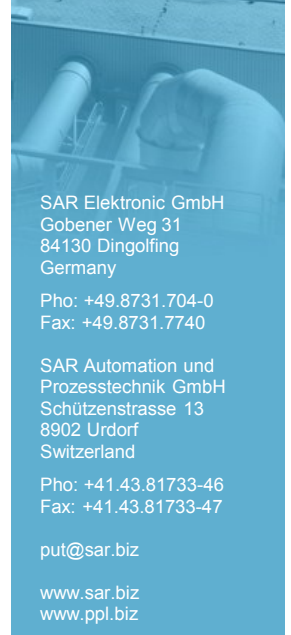 SAR Elektronic GmbH
Gobener Weg 31
84130 Dingolfing
Germany
Pho: +49.8731.704-0
Fax: +49.8731.7740
SAR Automation und
Prozesstechnik GmbH
Schützenstrasse 13
8902 Urdorf
Switzerland
Pho: +41.43.81733-46
Fax: +41.43.81733-47
put@sar.biz
www.sar.biz
www.ppl.biz